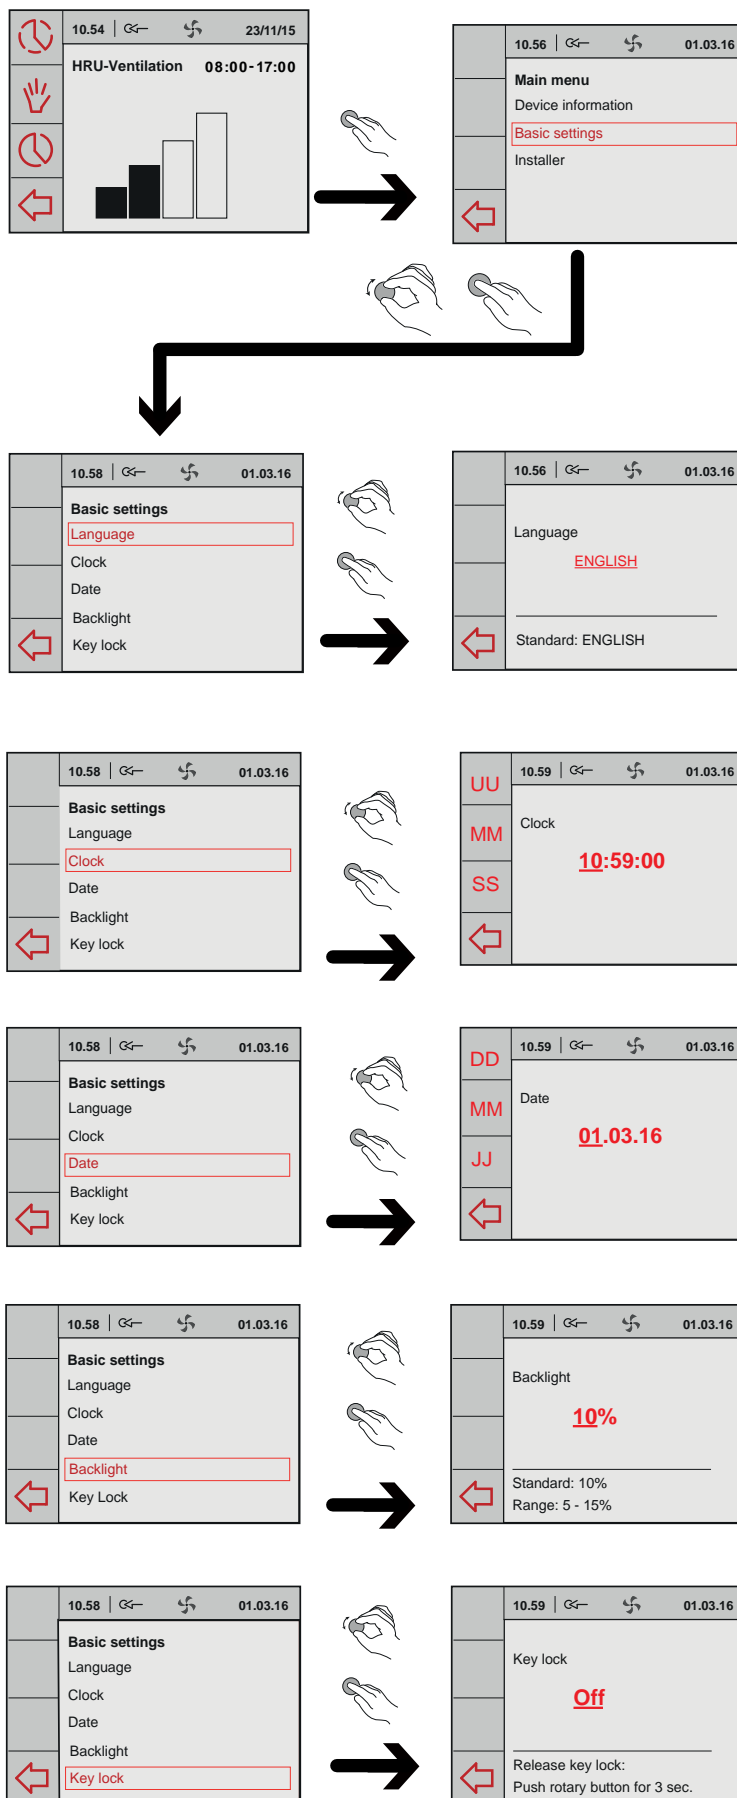 10.54 23/11/15
HRU-Ventilation 08:00-17:00
10.56 01.03.16
Main menu
Device information
Basic settings
Installer
10.58 01.03.16
Basic settings
Language
Clock
Date
Backlight
Key lock
10.56 01.03.16
Language
ENGLISH
Standard: ENGLISH
10.58 01.03.16
Basic settings
Language
Clock
Date
Backlight
Key lock
UU
MM
SS
10.59 01.03.16
Clock
10:59:00
10.58 01.03.16
Basic settings
Language
Clock
Date
Backlight
Key lock
DD
MM
JJ
10.59 01.03.16
Date
01.03.16
10.58 01.03.16
Basic settings
Language
Clock
Date
Backlight
Key Lock
10.59 01.03.16
Backlight
10%
Standard: 10%
Range: 5 - 15%
10.58 01.03.16
Basic settings
Language
Clock
Date
Backlight
Key lock
10.59 01.03.16
Key lock
Off
Release key lock:
Push rotary button for 3 sec.